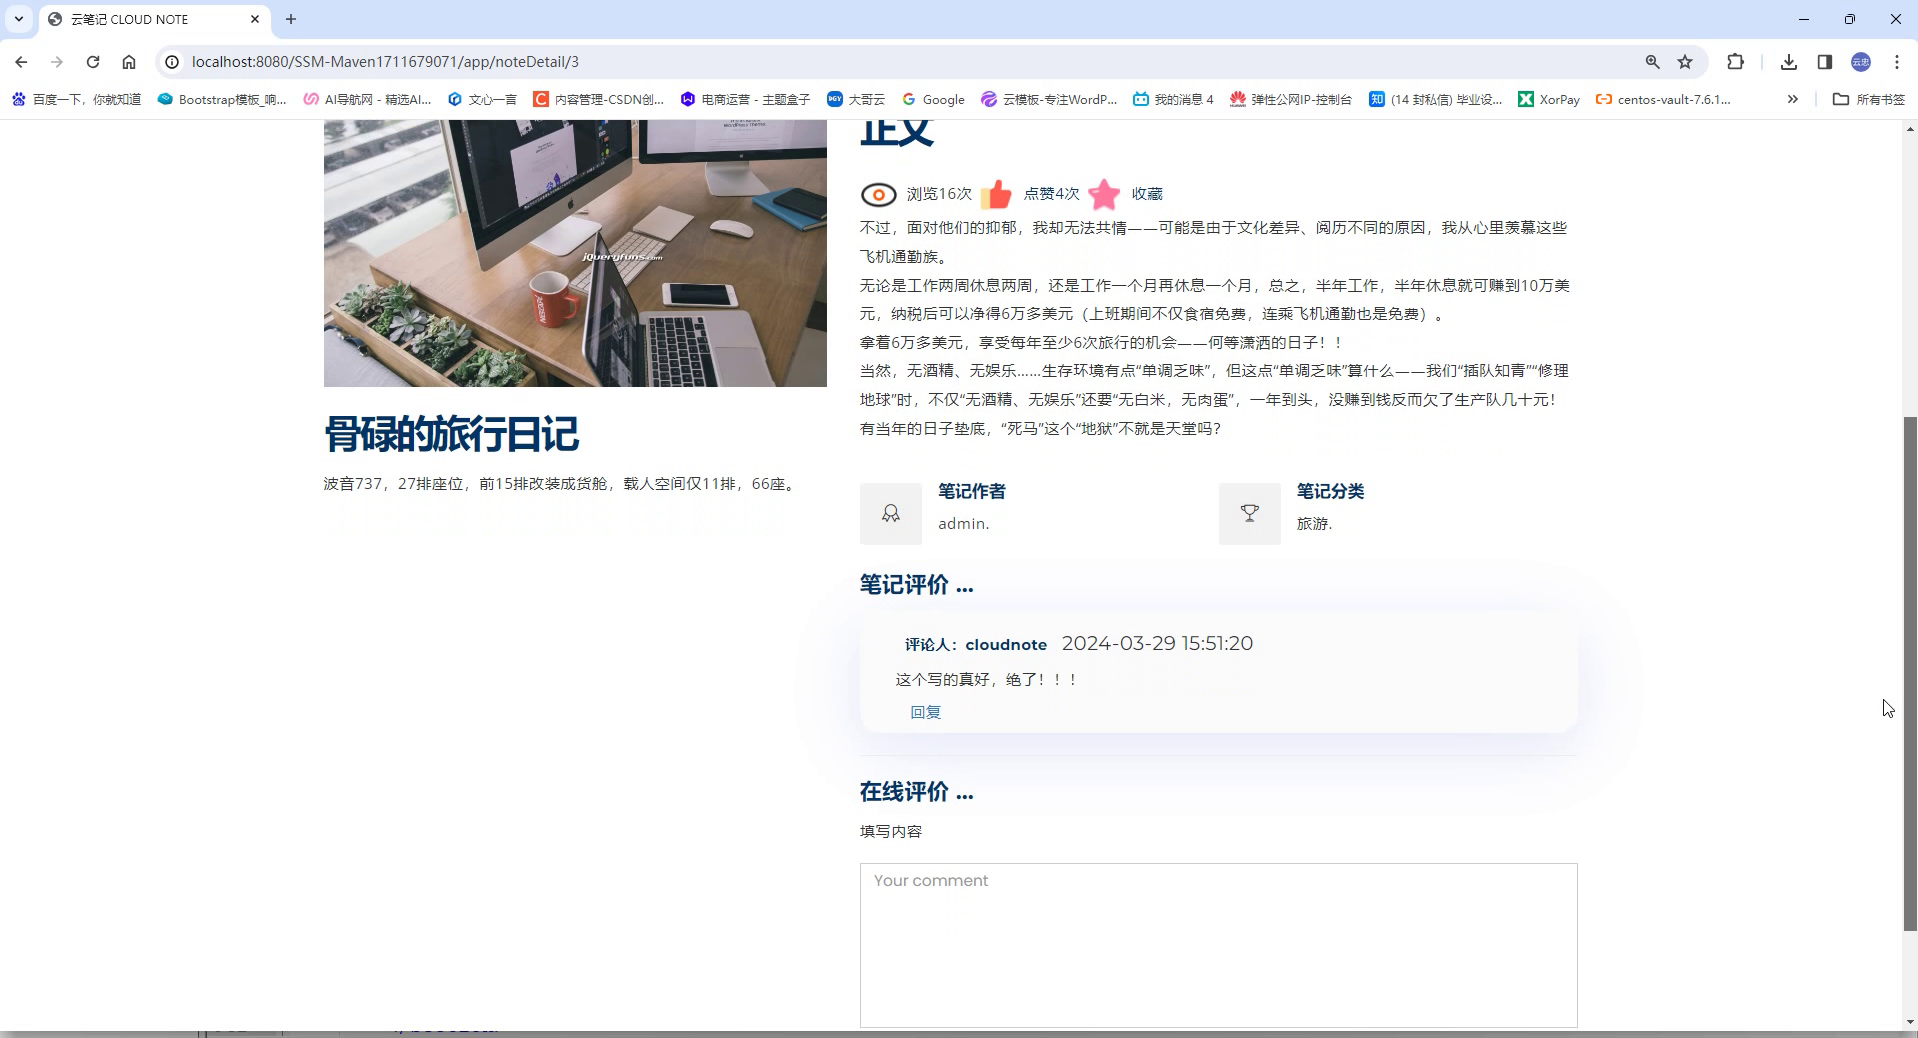 云笔记 CLOUD NOTE
localhost:8080/SSM-Maven1711679071/app/noteDetail/3
云忠
百度一下，你就知道
Bootstrap模板_响...
AI导航网 - 精选AI...
文心一言
内容管理-CSDN创...
电商运营 - 主题盒子
大哥云
Google
云模板-专注WordP...
我的消息 4
弹性公网IP-控制台
(14 封私信) 毕业设...
XorPay
centos-vault-7.6.1...
所有书签
jQueryfuns.com
骨碌的旅行日记
波音737，27排座位，前15排改装成货舱，载人空间仅11排，66座。
正文
浏览16次 点赞4次 收藏
不过，面对他们的抑郁，我却无法共情——可能是由于文化差异、阅历不同的原因，我从心里羡慕这些
飞机通勤族。
无论是工作两周休息两周，还是工作一个月再休息一个月，总之，半年工作，半年休息就可赚到10万美
元，纳税后可以净得6万多美元（上班期间不仅食宿免费，连乘飞机通勤也是免费）。
拿着6万多美元，享受每年至少6次旅行的机会——何等潇洒的日子！！
当然，无酒精、无娱乐……生存环境有点“单调乏味”，但这点“单调乏味”算什么——我们“插队知青”“修理
地球”时，不仅“无酒精、无娱乐”还要“无白米，无肉蛋”，一年到头，没赚到钱反而欠了生产队几十元！
有当年的日子垫底，“死马”这个“地狱”不就是天堂吗？
笔记作者
admin.
笔记分类
旅游.
笔记评价 ...
评论人：cloudnote 2024-03-29 15:51:20
这个写的真好，绝了！！！
回复
在线评价 ...
填写内容
Your comment